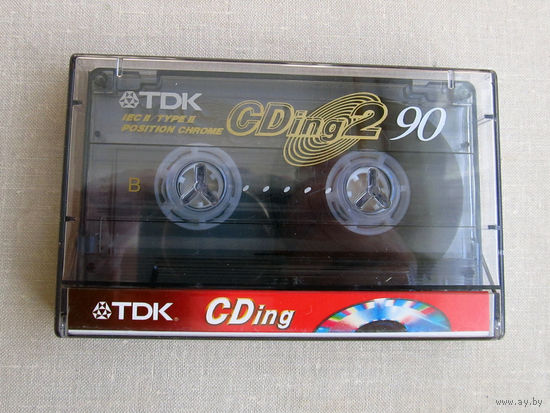 TDK
IEC II / TYPE II
POSITION CHROME
CDing2 90
B
TDK
CDing
www.ay.by